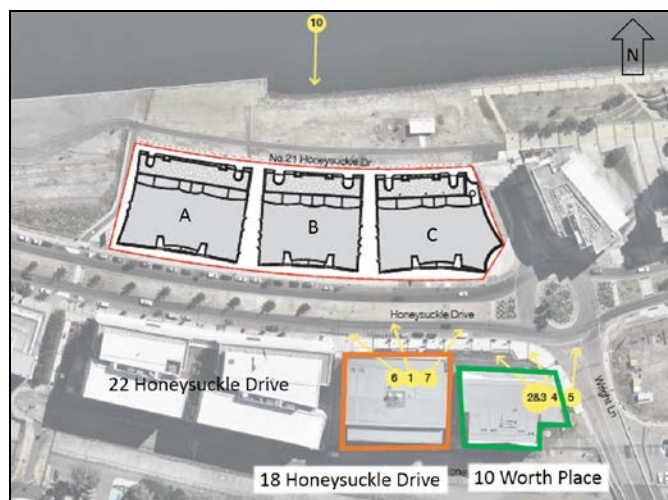 10
N
No.21 Honeysuckle Dr
A
B
C
Honeysuckle Drive
22 Honeysuckle Drive
6 1 7
2&3 4 5
Wright Ln
18 Honeysuckle Drive
10 Worth Place